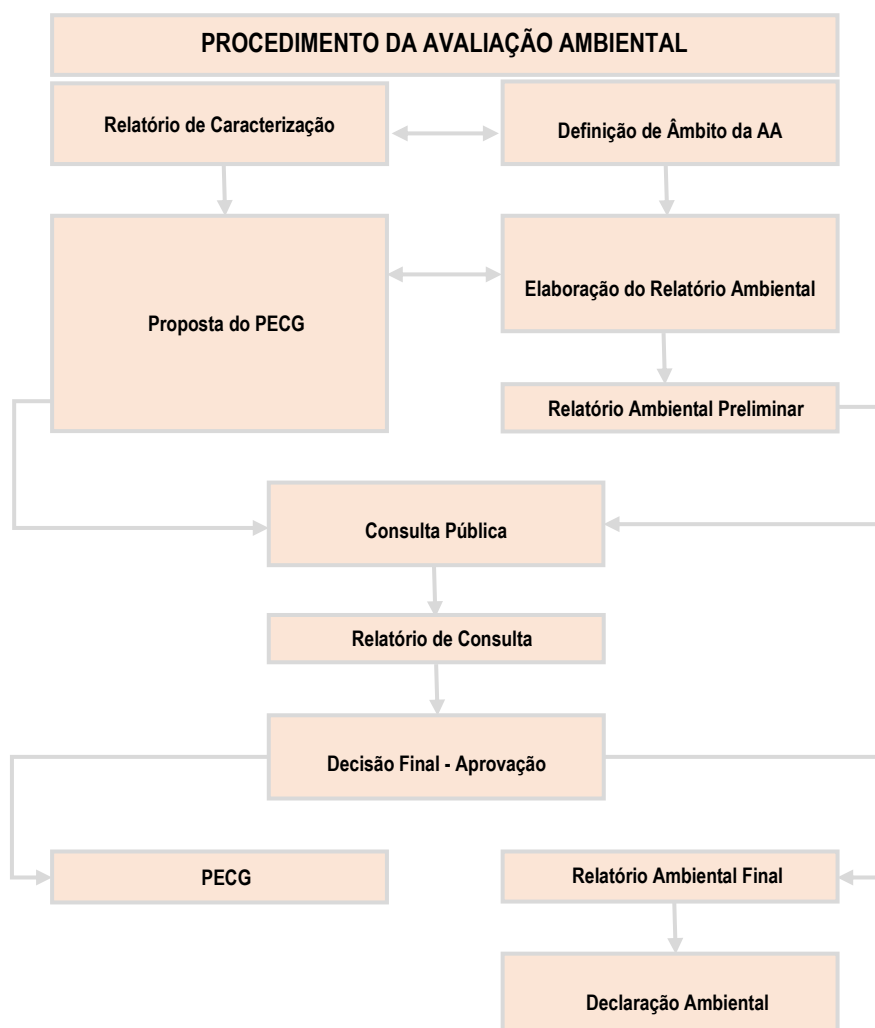 PROCEDIMENTO DA AVALIAÇÃO AMBIENTAL
Relatório de Caracterização
Definição de Âmbito da AA
Proposta do PECG
Elaboração do Relatório Ambiental
Relatório Ambiental Preliminar
Consulta Pública
Relatório de Consulta
Decisão Final - Aprovação
PECG
Relatório Ambiental Final
Declaração Ambiental